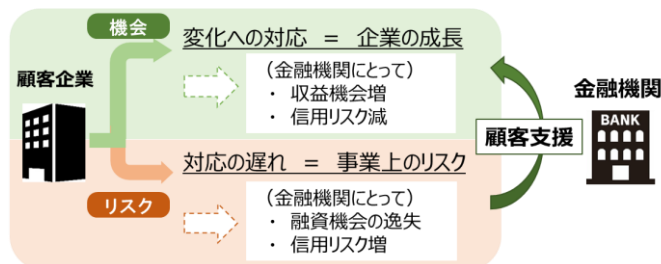 機会
変化への対応 = 企業の成長
顧客企業
（金融機関にとって）
・ 収益機会増
・ 信用リスク減
金融機関
BANK
顧客支援
対応の遅れ = 事業上のリスク
リスク
（金融機関にとって）
・ 融資機会の逸失
・ 信用リスク増